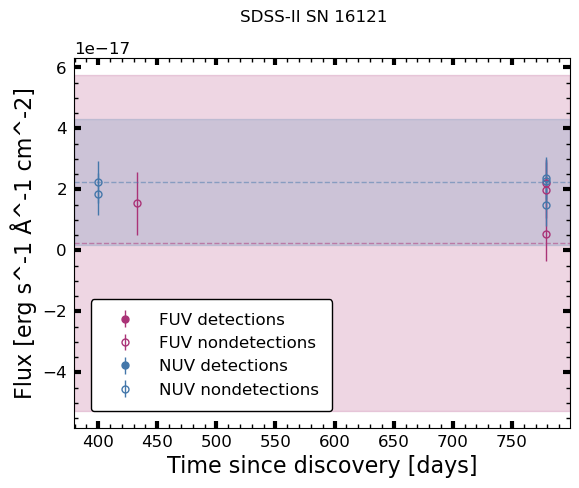 SDSS-II SN 16121
1e−17
6
4
2
0
−2
−4
Flux [erg s^-1 Å^-1 cm^-2]
FUV detections
FUV nondetections
NUV detections
NUV nondetections
400 450 500 550 600 650 700 750
Time since discovery [days]